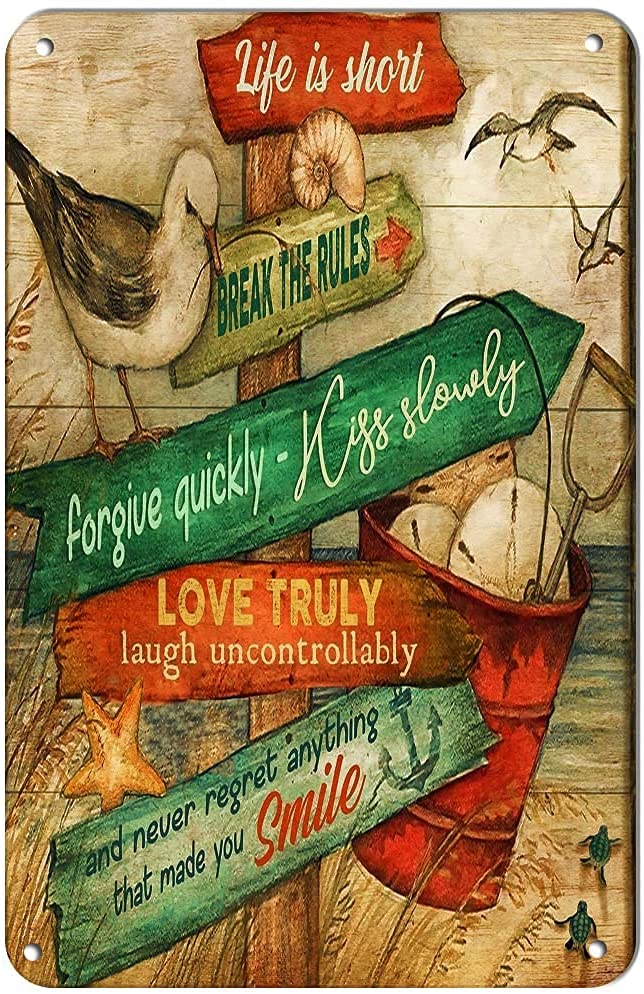 Life is short
BREAK THE RULES
forgive quickly - Kiss slowly
LOVE TRULY
laugh uncontrollably
and never regret anything
that made you Smile